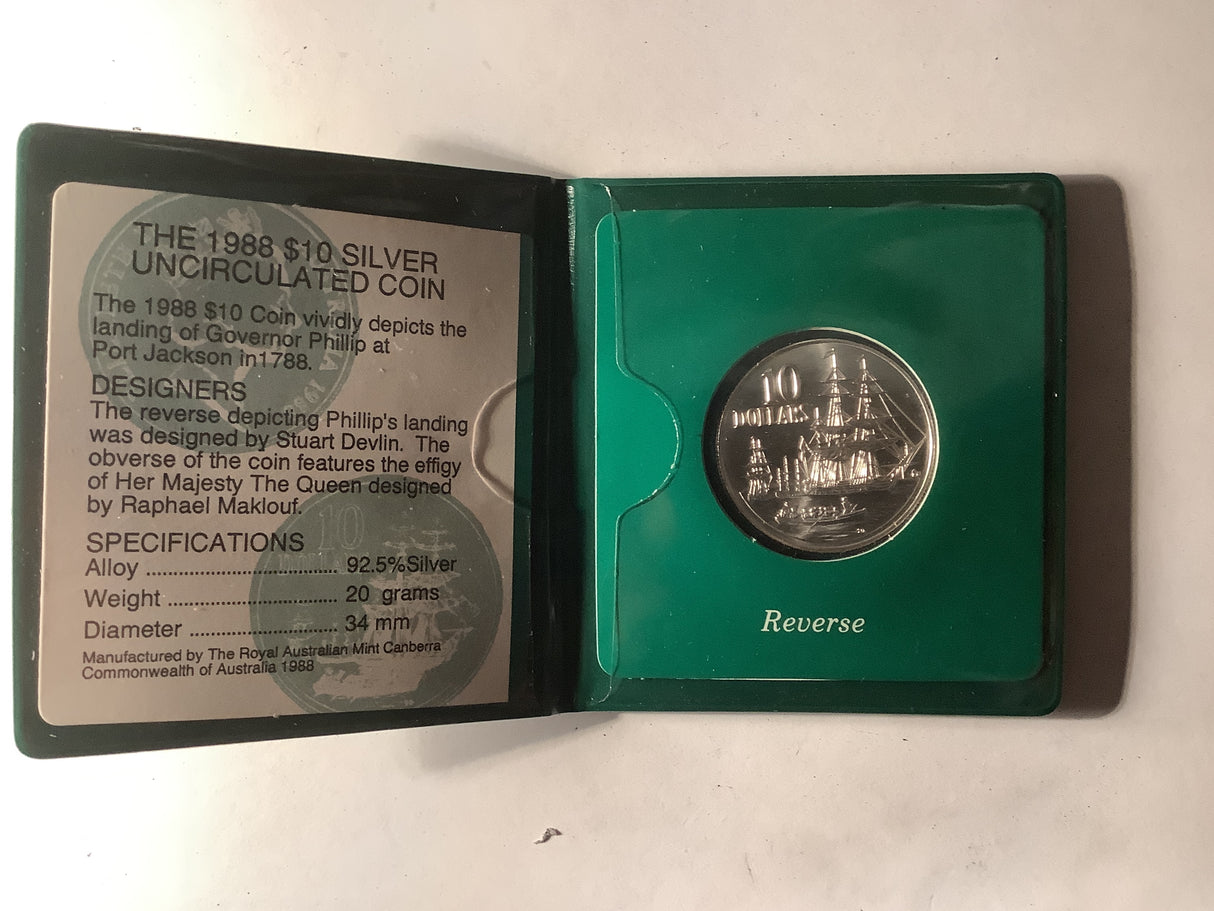 THE 1988 $10 SILVER
UNCIRCULATED COIN
The 1988 $10 Coin vividly depicts the
landing of Governor Phillip at
Port Jackson in1788.
DESIGNERS
The reverse depicting Phillip's landing
was designed by Stuart Devlin. The
obverse of the coin features the effigy
of Her Majesty The Queen designed
by Raphael Maklouf.
SPECIFICATIONS
Alloy ................................... 92.5%Silver
Weight ................................ 20 grams
Diameter ............................ 34 mm
Manufactured by The Royal Australian Mint Canberra
Commonwealth of Australia 1988
10
10
DOLLARS
Reverse